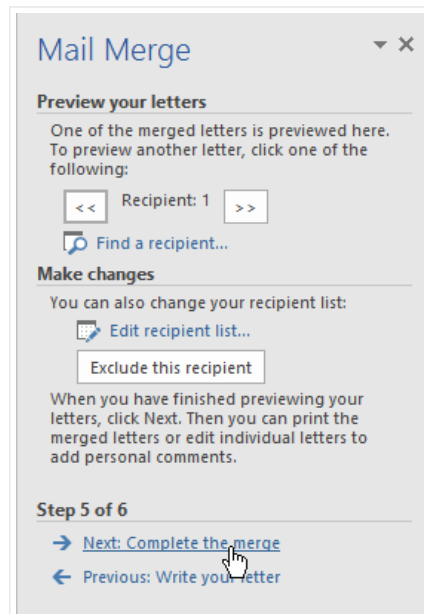 Mail Merge
Preview your letters
One of the merged letters is previewed here.
To preview another letter, click one of the
following:
<< Recipient: 1 >>
Find a recipient...
Make changes
You can also change your recipient list:
Edit recipient list...
Exclude this recipient
When you have finished previewing your
letters, click Next. Then you can print the
merged letters or edit individual letters to
add personal comments.
Step 5 of 6
Next: Complete the merge
Previous: Write your letter